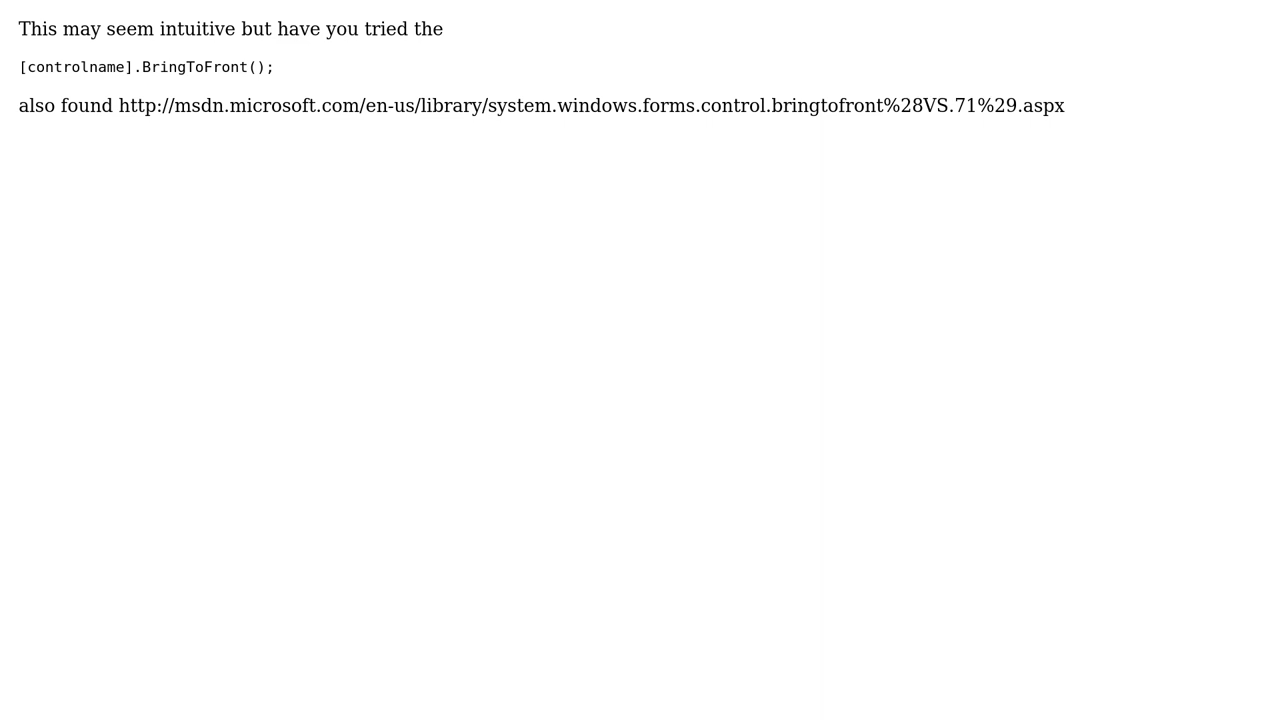 This may seem intuitive but have you tried the
[controlname].BringToFront();
also found http://msdn.microsoft.com/en-us/library/system.windows.forms.control.bringtofront%28VS.71%29.aspx